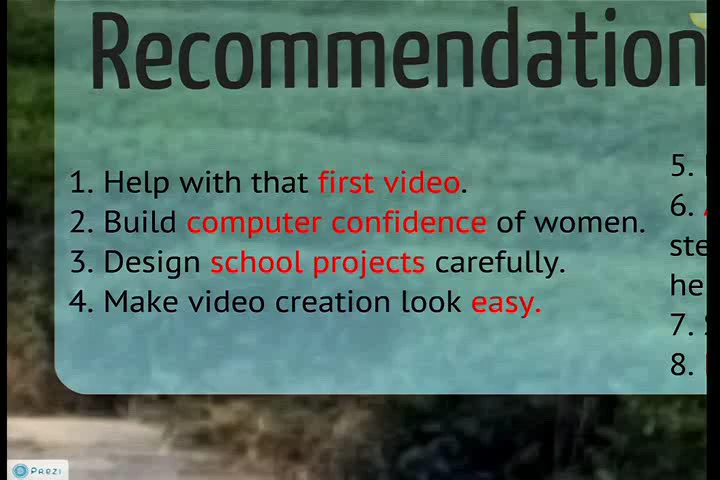 Recommendation
1. Help with that first video.
2. Build computer confidence of women.
3. Design school projects carefully.
4. Make video creation look easy.
5.
6.
ste
he
7.
8.
Prezi